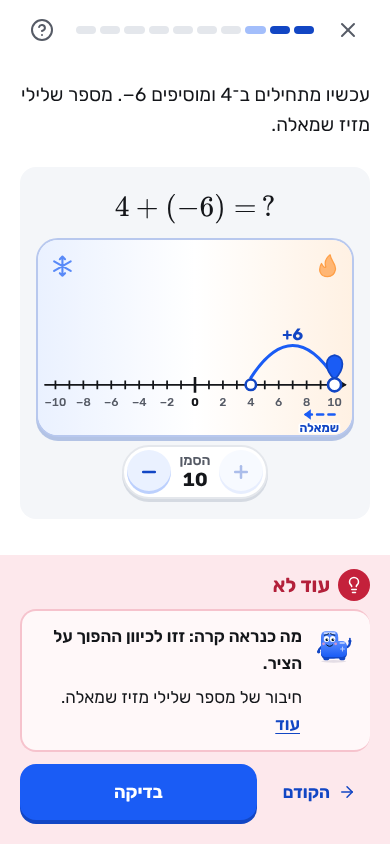 עכשיו מתחילים ב־4 ומוסיפים 6−. מספר שלילי
מזיז שמאלה.
4 + (−6) = ?
+6
−10 −8 −6 −4 −2 0 2 4 6 8 10
שמאלה
הסמן
10
עוד לא
מה כנראה קרה: זזו לכיוון ההפוך על
הציר.
חיבור של מספר שלילי מזיז שמאלה.
עוד
הקודם
בדיקה